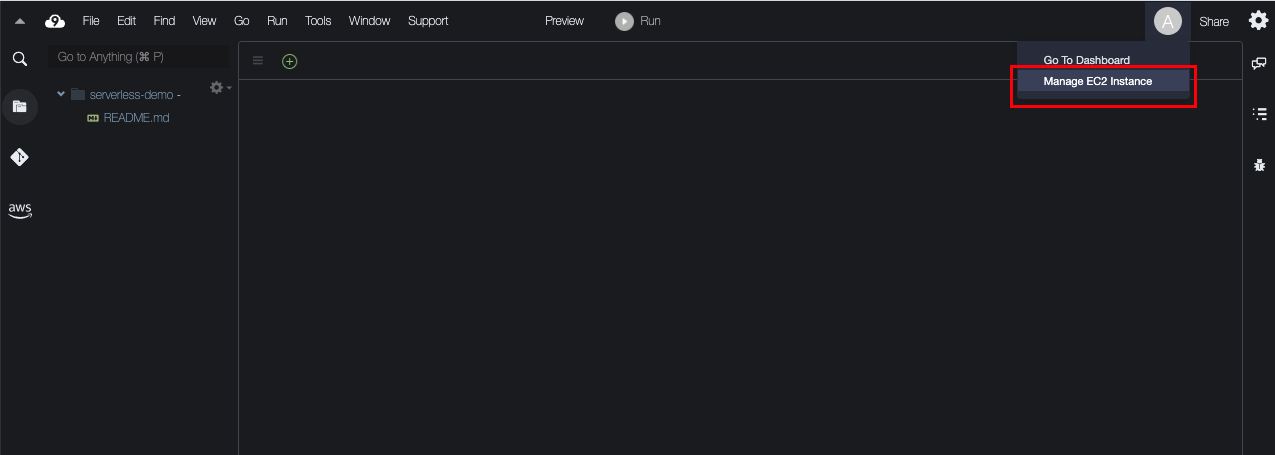 9 File Edit Find View Go Run Tools Window Support Preview Run A Share
Go to Anything (⌘ P)
Go To Dashboard
Manage EC2 Instance
serverless-demo -
README.md
aws